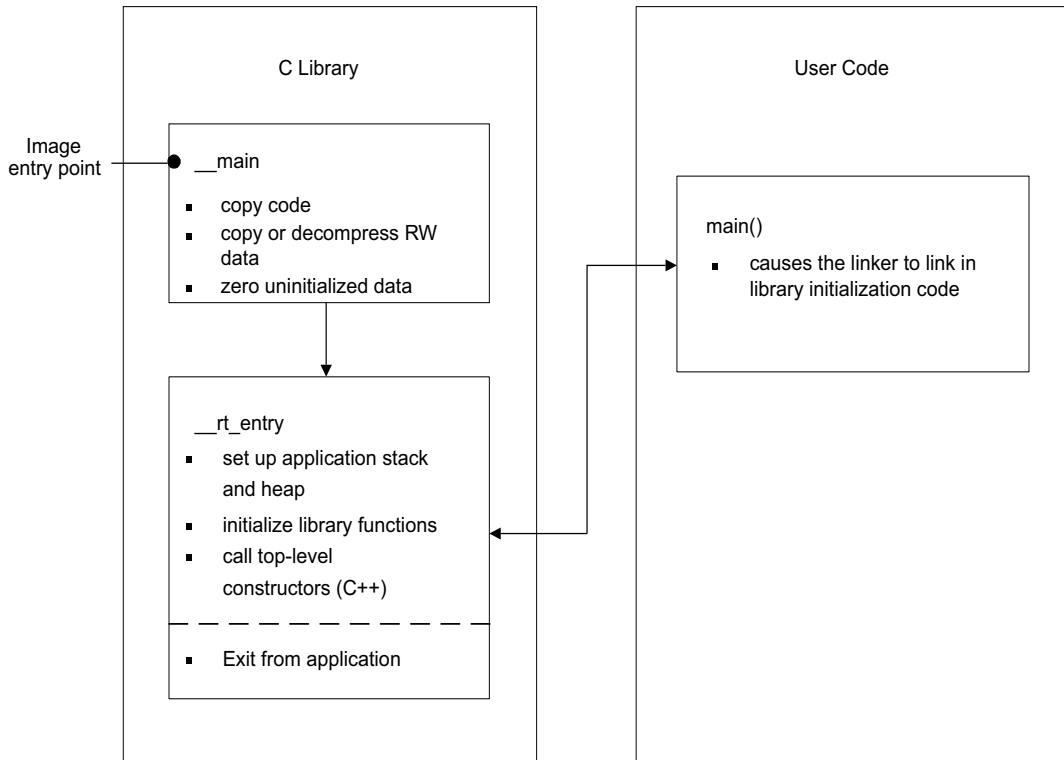 C Library
User Code
Image
entry point
__main
▪ copy code
▪ copy or decompress RW
data
▪ zero uninitialized data
main()
▪ causes the linker to link in
library initialization code
__rt_entry
▪ set up application stack
and heap
▪ initialize library functions
▪ call top-level
constructors (C++)
▪ Exit from application